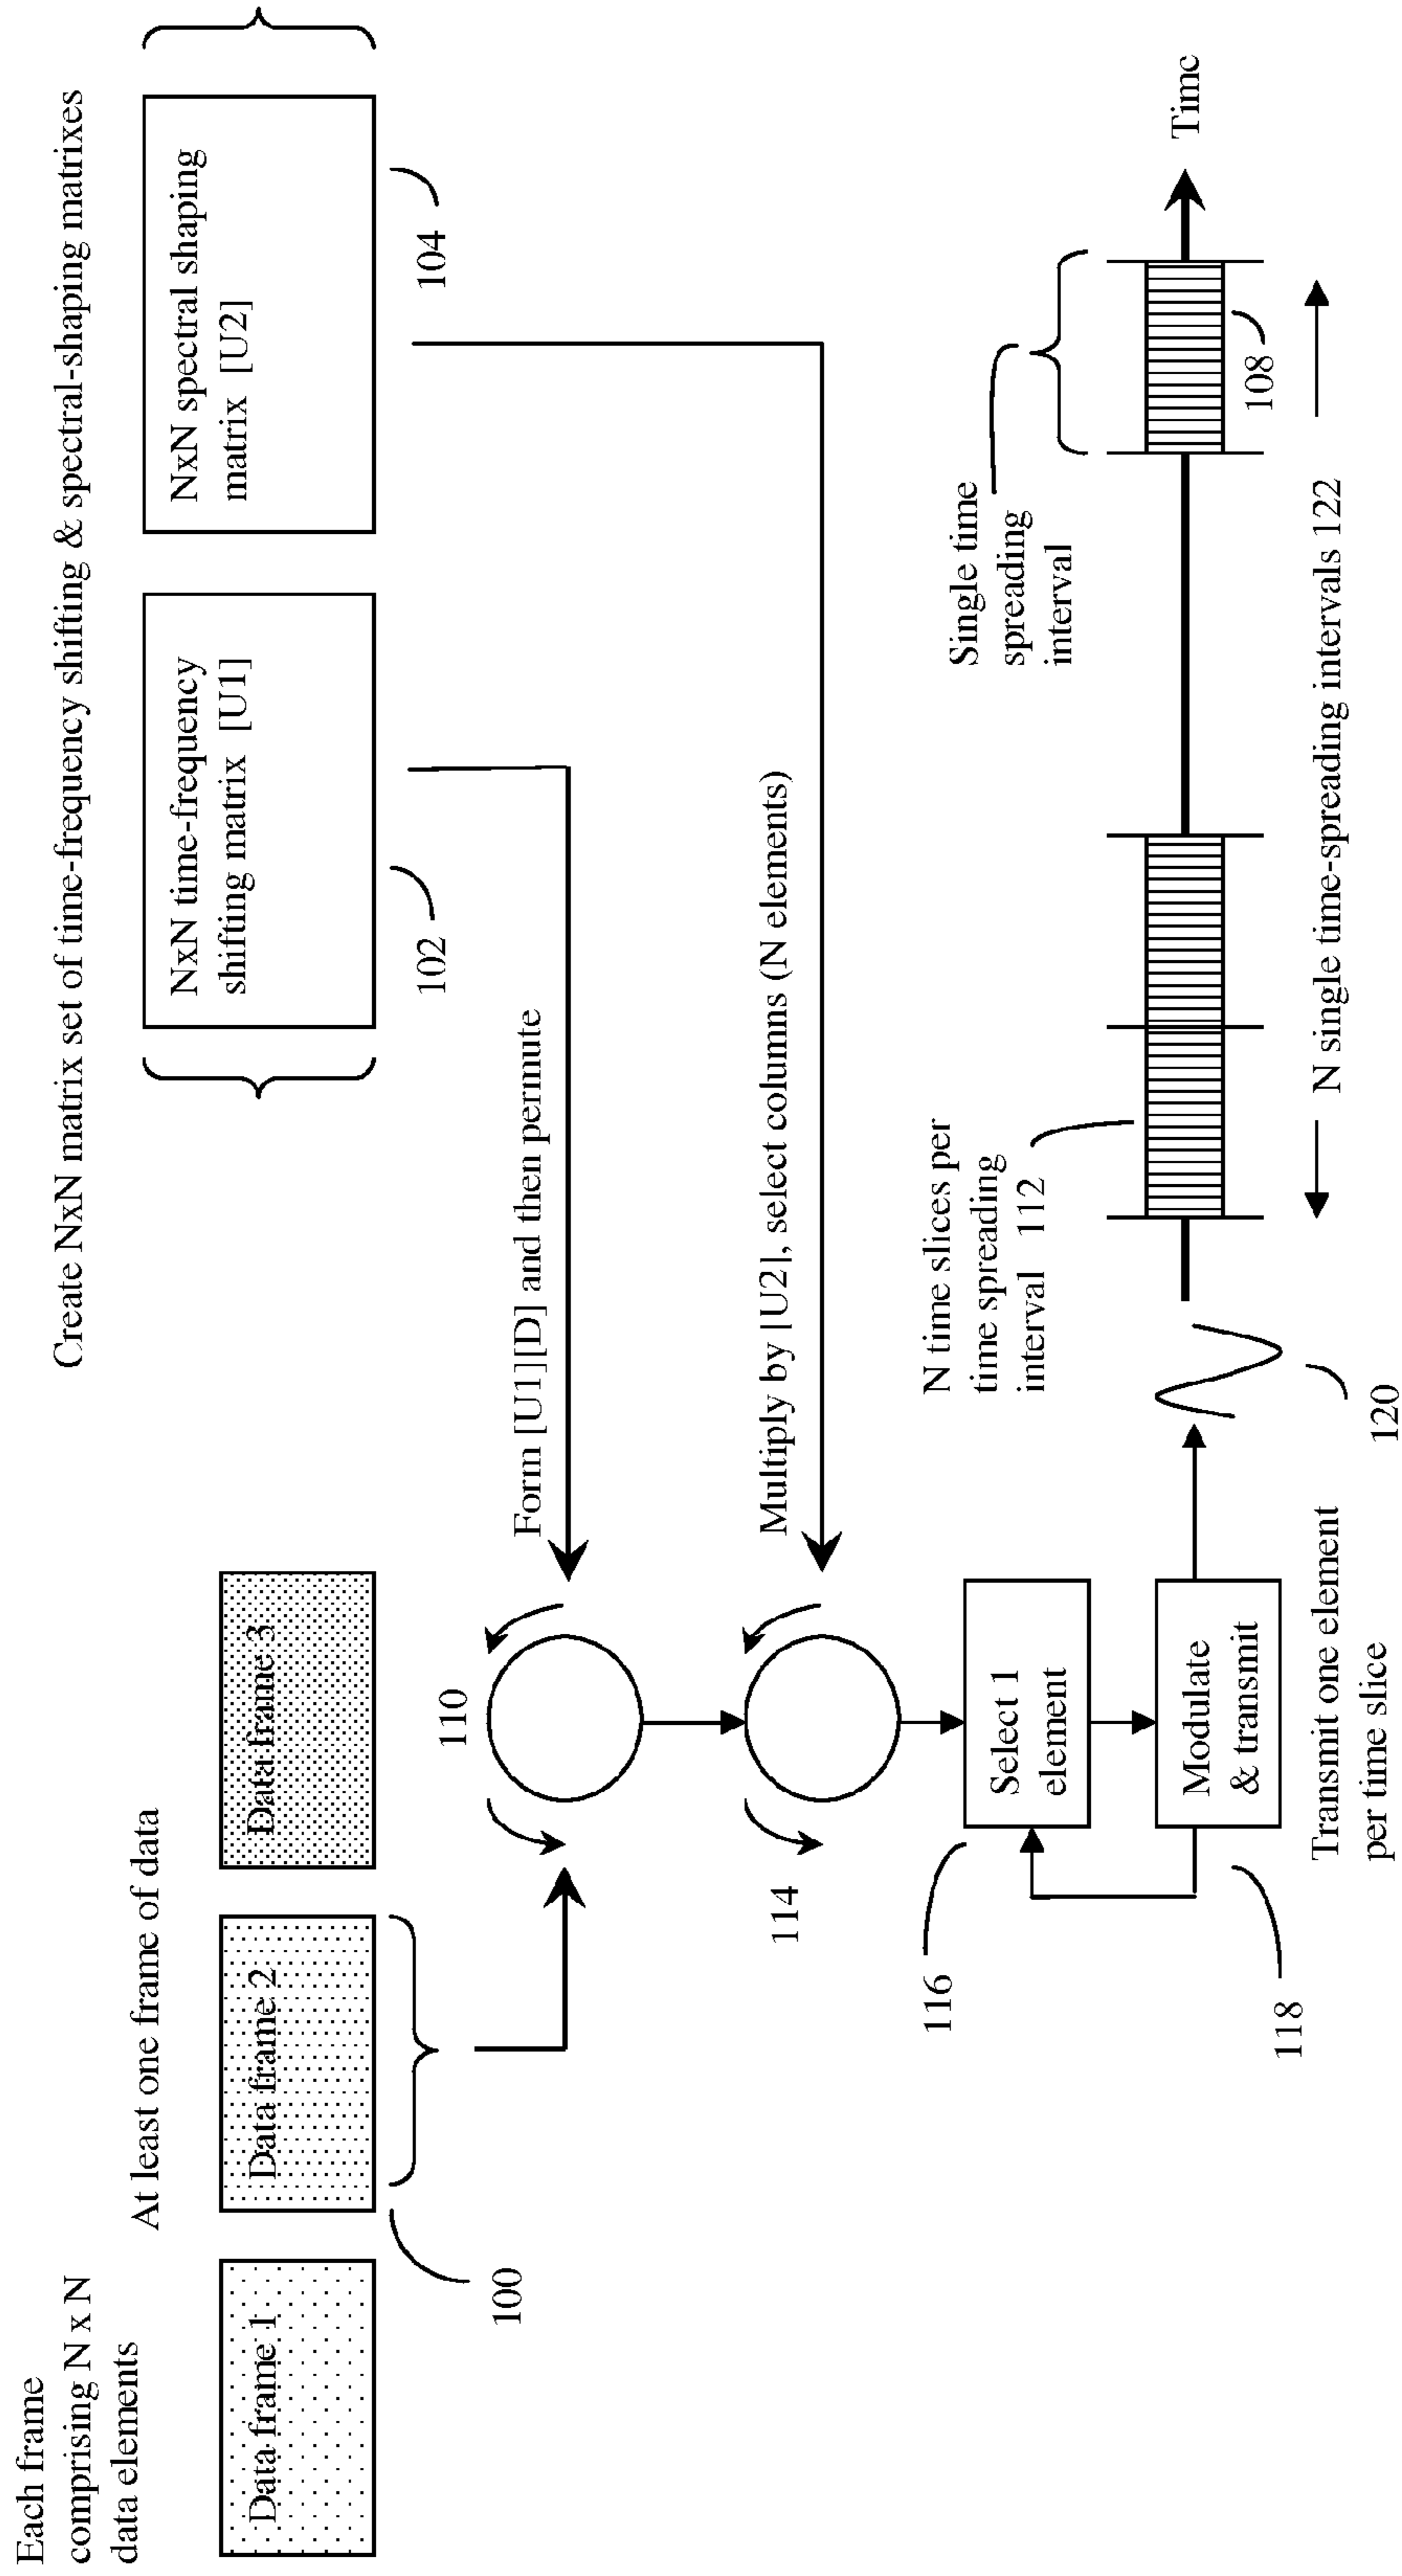 Each frame
comprising N x N
data elements
At least one frame of data
Create NxN matrix set of time-frequency shifting & spectral-shaping matrixes
Data frame 1
Data frame 2
Data frame 3
NxN time-frequency
shifting matrix [U1]
NxN spectral shaping
matrix [U2]
100
102
104
110
Form [U1][D] and then permute
114
Multiply by [U2], select columns (N elements)
116
Select 1
element
118
Modulate
& transmit
Transmit one element
per time slice
120
N time slices per
time spreading
interval 112
Single time
spreading
interval
Time
108
N single time-spreading intervals 122